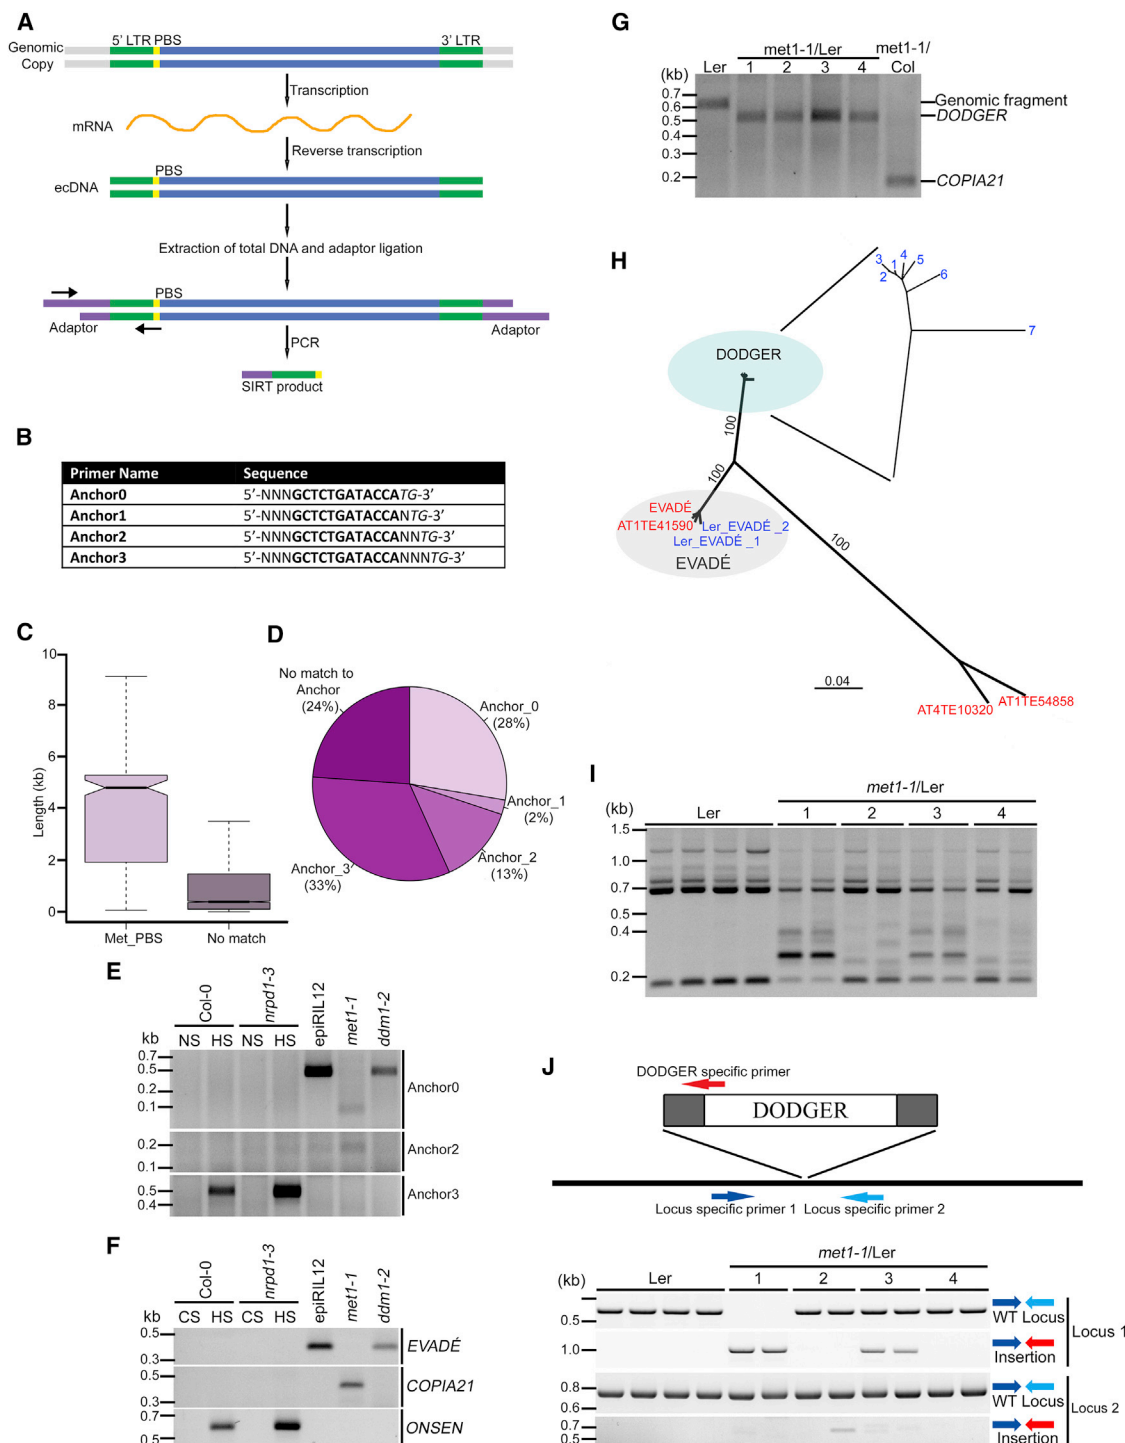 A
5' LTR PBS 3' LTR
Genomic
Copy
Transcription
mRNA
Reverse transcription
PBS
ecDNA
Extraction of total DNA and adaptor ligation
PBS
Adaptor Adaptor
PCR
SIRT product
B
Primer Name Sequence
Anchor0 5'-NNNGCTCTGATACCATG-3'
Anchor1 5'-NNNGCTCTGATACCANTG-3'
Anchor2 5'-NNNGCTCTGATACCANNTG-3'
Anchor3 5'-NNNGCTCTGATACCANNNTG-3'
C
10
8
6
4
2
0
Length (kb)
Met_PBS No match
D
No match to
Anchor
(24%)
Anchor_0
(28%)
Anchor_1
(2%)
Anchor_2
(13%)
Anchor_3
(33%)
E
Col-0 nrpd1-3 epiRIL12 met1-1 ddm1-2
kb NS HS NS HS
0.7
0.5
0.2
0.1
Anchor0
0.2
0.1
Anchor2
0.5
0.4
Anchor3
F
Col-0 nrpd1-3 epiRIL12 met1-1 ddm1-2
kb CS HS CS HS
0.5
0.3
EVADÉ
0.5
0.3
COPIA21
0.7
0.5
ONSEN
G
met1-1/Ler met1-1/
Col
(kb) Ler 1 2 3 4
0.7
0.6
0.5
0.4
0.3
0.2
Genomic fragment
DODGER
COPIA21
H
3 1 4 5
2 6
7
DODGER
100
100
100
EVADÉ
AT1TE41590
Ler_EVADÉ _2
Ler_EVADÉ _1
EVADÉ
0.04
AT4TE10320
AT1TE54858
I
met1-1/Ler
(kb) Ler 1 2 3 4
1.5
1.0
0.7
0.5
0.4
0.2
J
DODGER specific primer
DODGER
Locus specific primer 1 Locus specific primer 2
met1-1/Ler
(kb) Ler 1 2 3 4
0.5
WT Locus
1.0
Insertion
Locus 1
0.8
0.6
WT Locus
0.7
0.5
Insertion
Locus 2